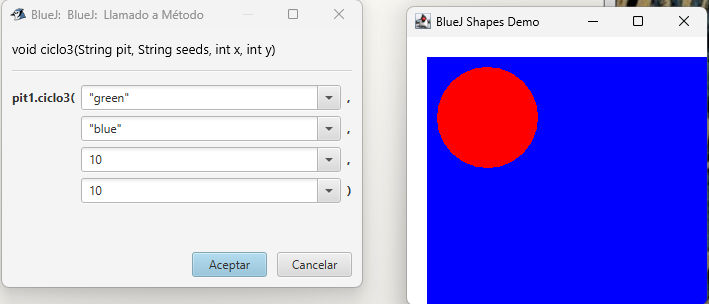 BlueJ: BlueJ: Llamado a Método
void ciclo3(String pit, String seeds, int x, int y)
pit1.ciclo3( "green" ,
"blue" ,
10 ,
10 )
Aceptar Cancelar
BlueJ Shapes Demo